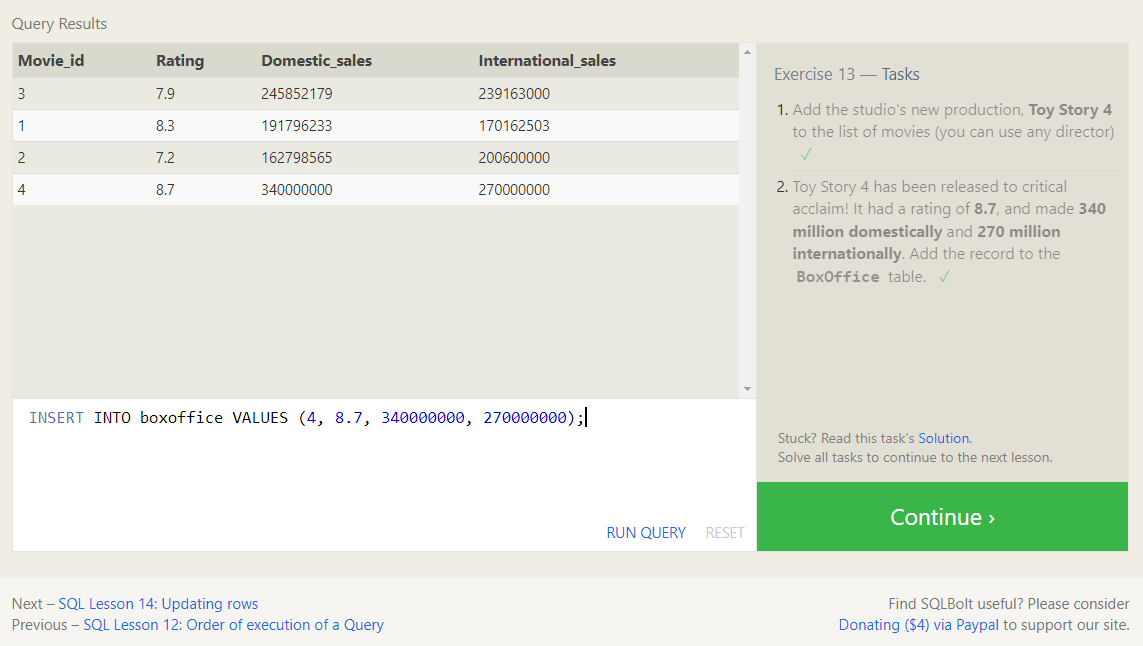 Query Results
Movie_id Rating Domestic_sales International_sales
3 7.9 245852179 239163000
1 8.3 191796233 170162503
2 7.2 162798565 200600000
4 8.7 340000000 270000000
INSERT INTO boxoffice VALUES (4, 8.7, 340000000, 270000000);
RUN QUERY RESET
Exercise 13 — Tasks
1. Add the studio's new production, Toy Story 4
to the list of movies (you can use any director)
✓
2. Toy Story 4 has been released to critical
acclaim! It had a rating of 8.7, and made 340
million domestically and 270 million
internationally. Add the record to the
BoxOffice table. ✓
Stuck? Read this task's Solution.
Solve all tasks to continue to the next lesson.
Continue ›
Next – SQL Lesson 14: Updating rows
Previous – SQL Lesson 12: Order of execution of a Query
Find SQLBolt useful? Please consider
Donating ($4) via Paypal to support our site.